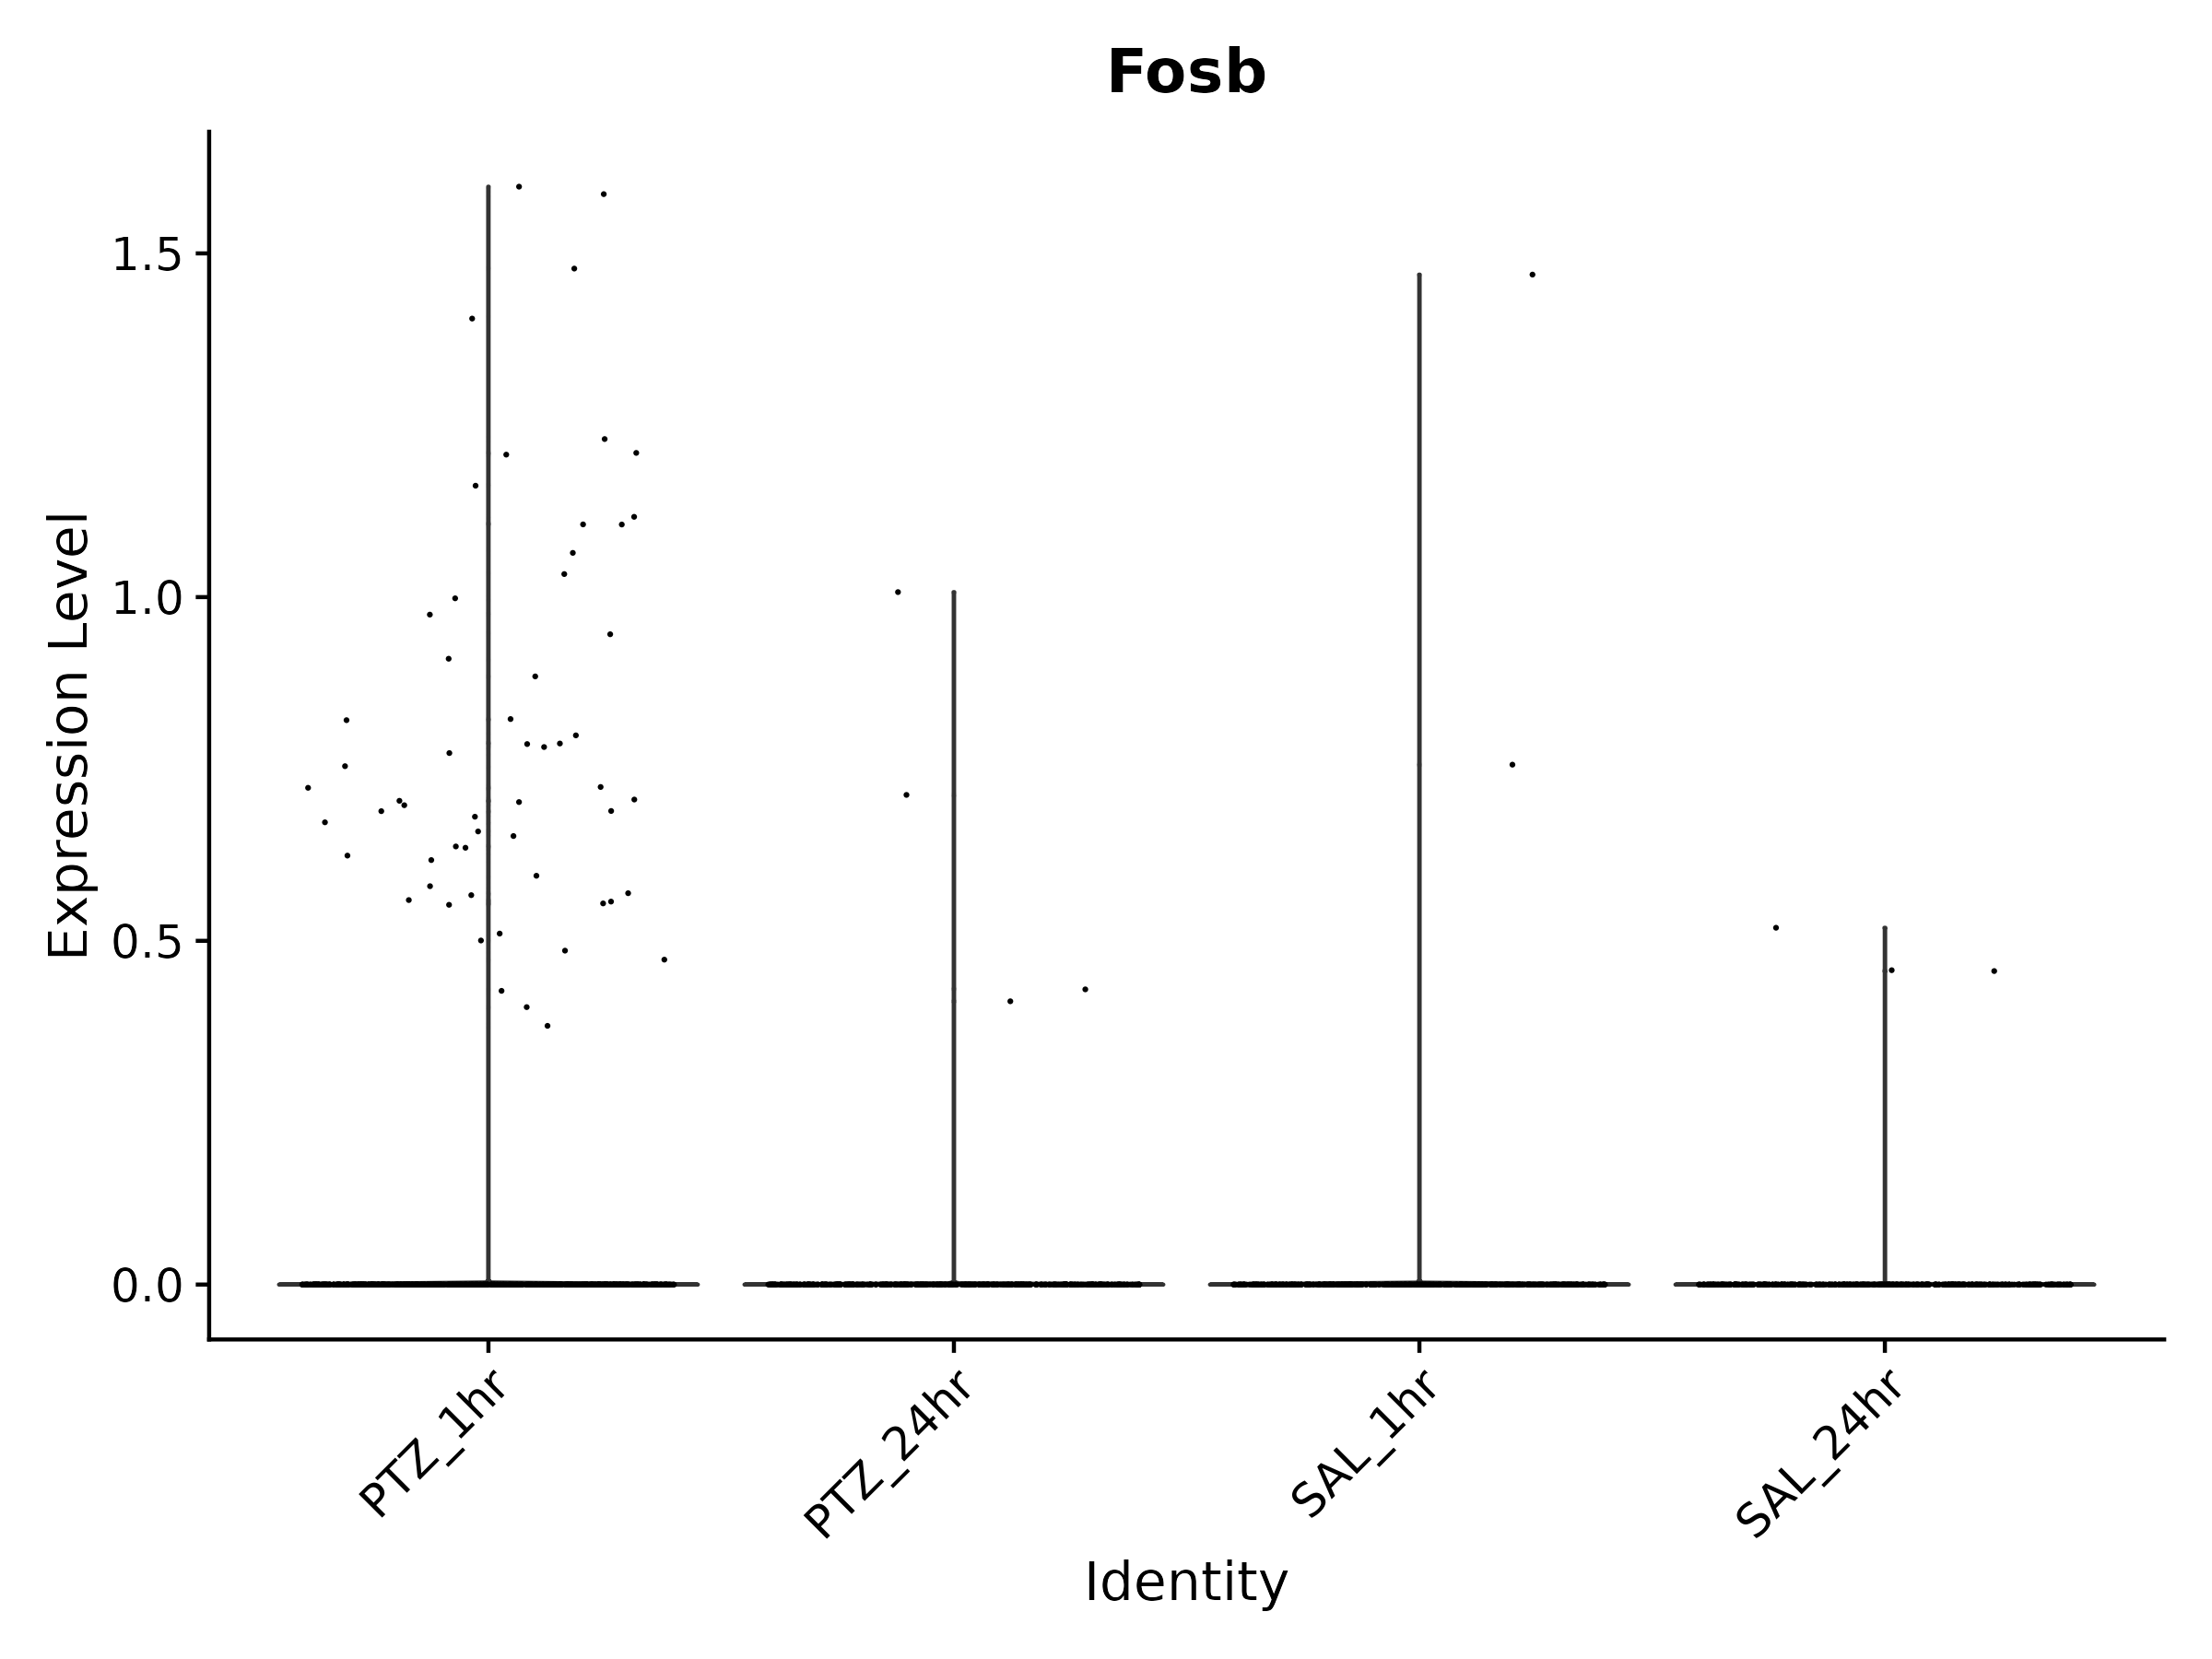 Fosb
Expression Level
1.5
1.0
0.5
0.0
PTZ_1hr
PTZ_24hr
SAL_1hr
SAL_24hr
Identity